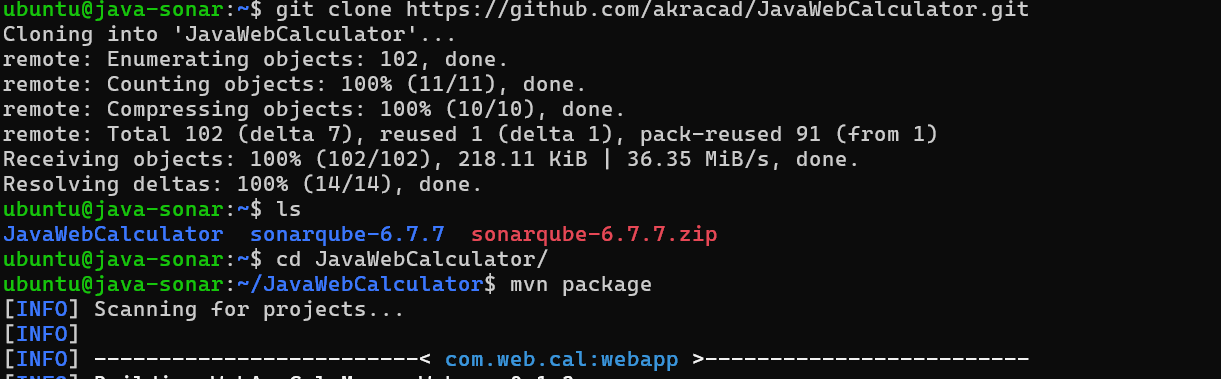 ubuntu@java-sonar:~$ git clone https://github.com/akracad/JavaWebCalculator.git
Cloning into 'JavaWebCalculator'...
remote: Enumerating objects: 102, done.
remote: Counting objects: 100% (11/11), done.
remote: Compressing objects: 100% (10/10), done.
remote: Total 102 (delta 7), reused 1 (delta 1), pack-reused 91 (from 1)
Receiving objects: 100% (102/102), 218.11 KiB | 36.35 MiB/s, done.
Resolving deltas: 100% (14/14), done.
ubuntu@java-sonar:~$ ls
JavaWebCalculator  sonarqube-6.7.7  sonarqube-6.7.7.zip
ubuntu@java-sonar:~$ cd JavaWebCalculator/
ubuntu@java-sonar:~/JavaWebCalculator$ mvn package
[INFO] Scanning for projects...
[INFO]
[INFO] -------------------------< com.web.cal:webapp >-------------------------